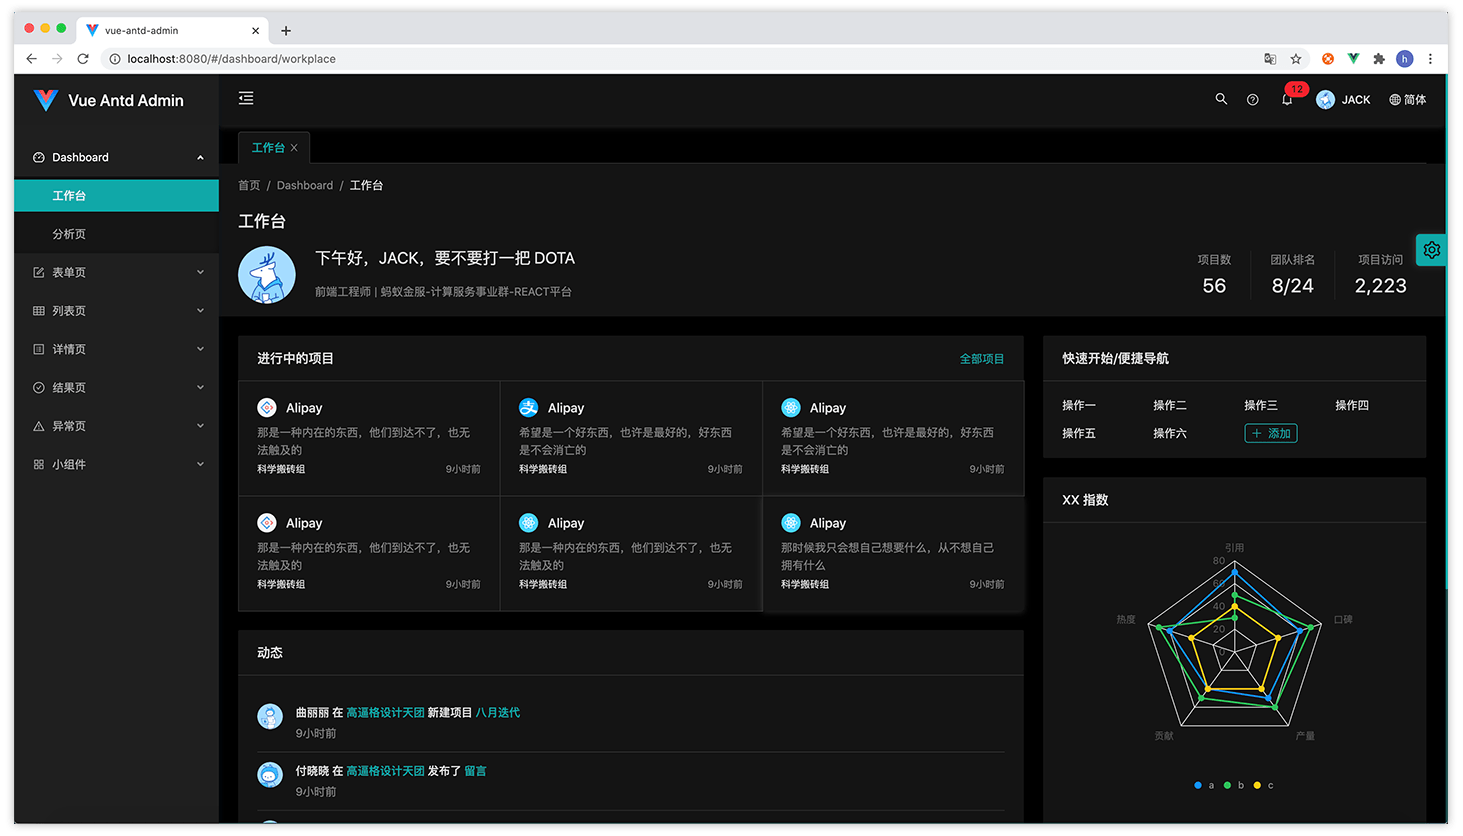 vue-antd-admin
localhost:8080/#/dashboard/workplace
h
Vue Antd Admin
12
JACK
简体
Dashboard
工作台
分析页
表单页
列表页
详情页
结果页
异常页
小组件
工作台
首页 / Dashboard / 工作台
工作台
下午好，JACK，要不要打一把 DOTA
前端工程师 | 蚂蚁金服-计算服务事业群-REACT平台
项目数
56
团队排名
8/24
项目访问
2,223
进行中的项目
全部项目
Alipay
那是一种内在的东西，他们到达不了，也无
法触及的
科学搬砖组
9小时前
Alipay
希望是一个好东西，也许是最好的，好东西
是不会消亡的
科学搬砖组
9小时前
Alipay
希望是一个好东西，也许是最好的，好东西
是不会消亡的
科学搬砖组
9小时前
Alipay
那是一种内在的东西，他们到达不了，也无
法触及的
科学搬砖组
9小时前
Alipay
那是一种内在的东西，他们到达不了，也无
法触及的
科学搬砖组
9小时前
Alipay
那时候我只会想自己想要什么，从不想自己
拥有什么
科学搬砖组
9小时前
动态
曲丽丽 在 高逼格设计天团 新建项目 八月迭代
9小时前
付晓晓 在 高逼格设计天团 发布了 留言
9小时前
快速开始/便捷导航
操作一
操作二
操作三
操作四
操作五
操作六
+ 添加
XX 指数
引用
80
60
40
20
0
热度
口碑
贡献
产量
a
b
c